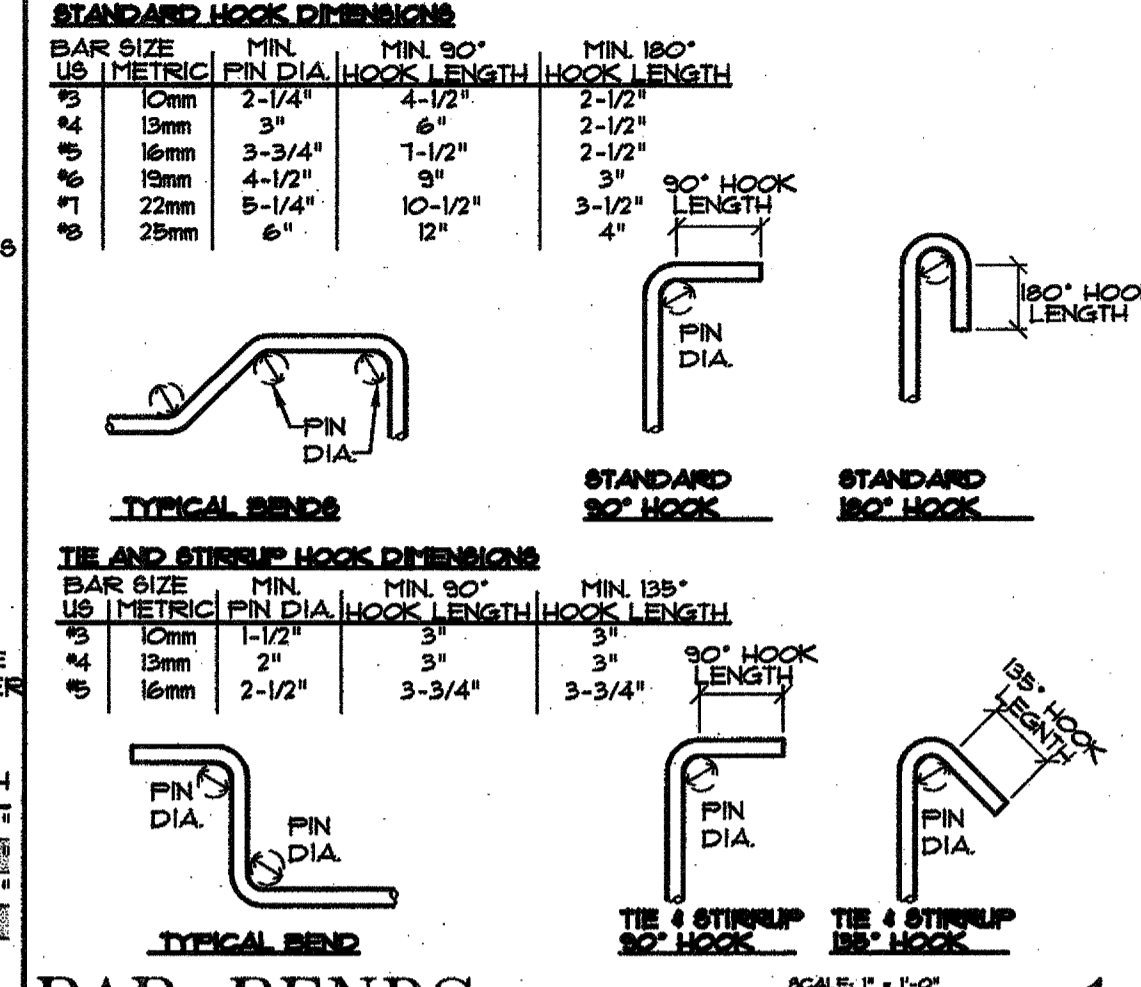 STANDARD HOOK DIMENSIONS
BAR SIZE MIN. MIN. 90° MIN. 180°
US METRIC PIN DIA. HOOK LENGTH HOOK LENGTH
#3 10mm 2-1/4" 4-1/2" 2-1/2"
#4 13mm 3" 6" 2-1/2"
#5 16mm 3-3/4" 7-1/2" 2-1/2"
#6 19mm 4-1/2" 9" 3"
#7 22mm 5-1/4" 10-1/2" 3-1/2"
#8 25mm 6" 12" 4"
90° HOOK
LENGTH
PIN
DIA.
180° HOO
LENGTH
PIN
DIA.
TYPICAL BENDS
STANDARD
90° HOOK
STANDARD
180° HOOK
TIE AND STIRRUP HOOK DIMENSIONS
BAR SIZE MIN. MIN. 90° MIN. 135°
US METRIC PIN DIA. HOOK LENGTH HOOK LENGTH
#3 10mm 1-1/2" 3" 3"
#4 13mm 2" 3" 3"
#5 16mm 2-1/2" 3-3/4" 3-3/4"
90° HOOK
LENGTH
135° HOOK
LEGNTH
PIN
DIA.
PIN
DIA.
PIN
DIA.
PIN
DIA.
TYPICAL BEND
TIE & STIRRUP
90° HOOK
TIE & STIRRUP
135° HOOK
BAR BENDS
SCALE: 1" = 1'-0"